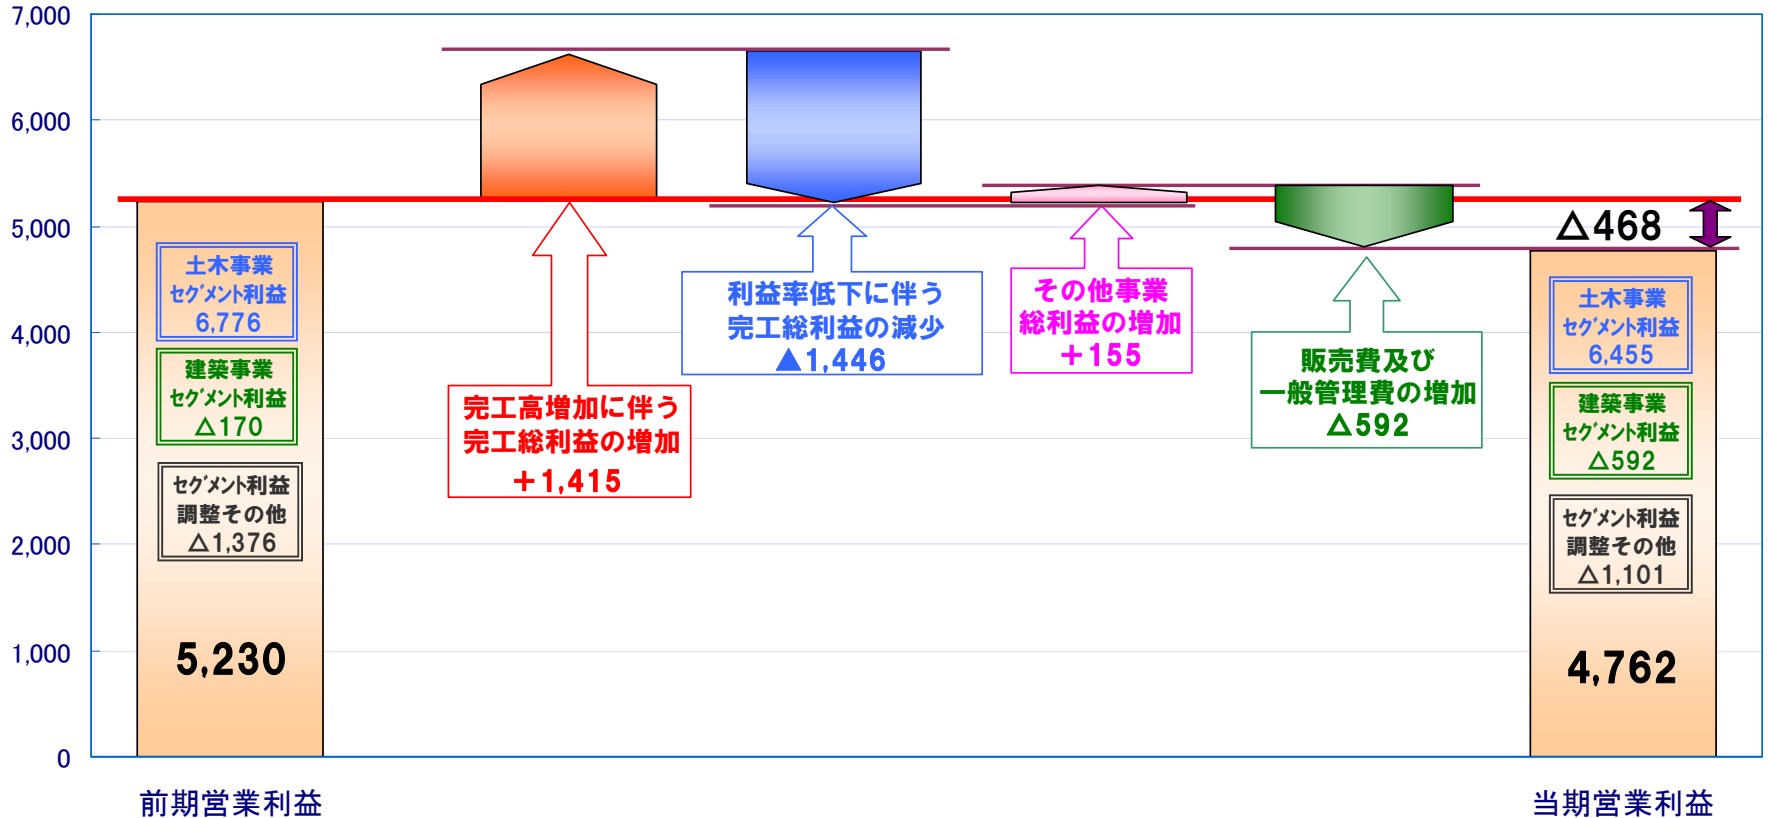 7,000
6,000
5,000
4,000
3,000
2,000
1,000
0
土木事業
セグメント利益
6,776
建築事業
セグメント利益
△170
セグメント利益
調整その他
△1,376
5,230
前期営業利益
完工高増加に伴う
完工総利益の増加
＋1,415
利益率低下に伴う
完工総利益の減少
▲1,446
その他事業
総利益の増加
＋155
販売費及び
一般管理費の増加
△592
△468
土木事業
セグメント利益
6,455
建築事業
セグメント利益
△592
セグメント利益
調整その他
△1,101
4,762
当期営業利益